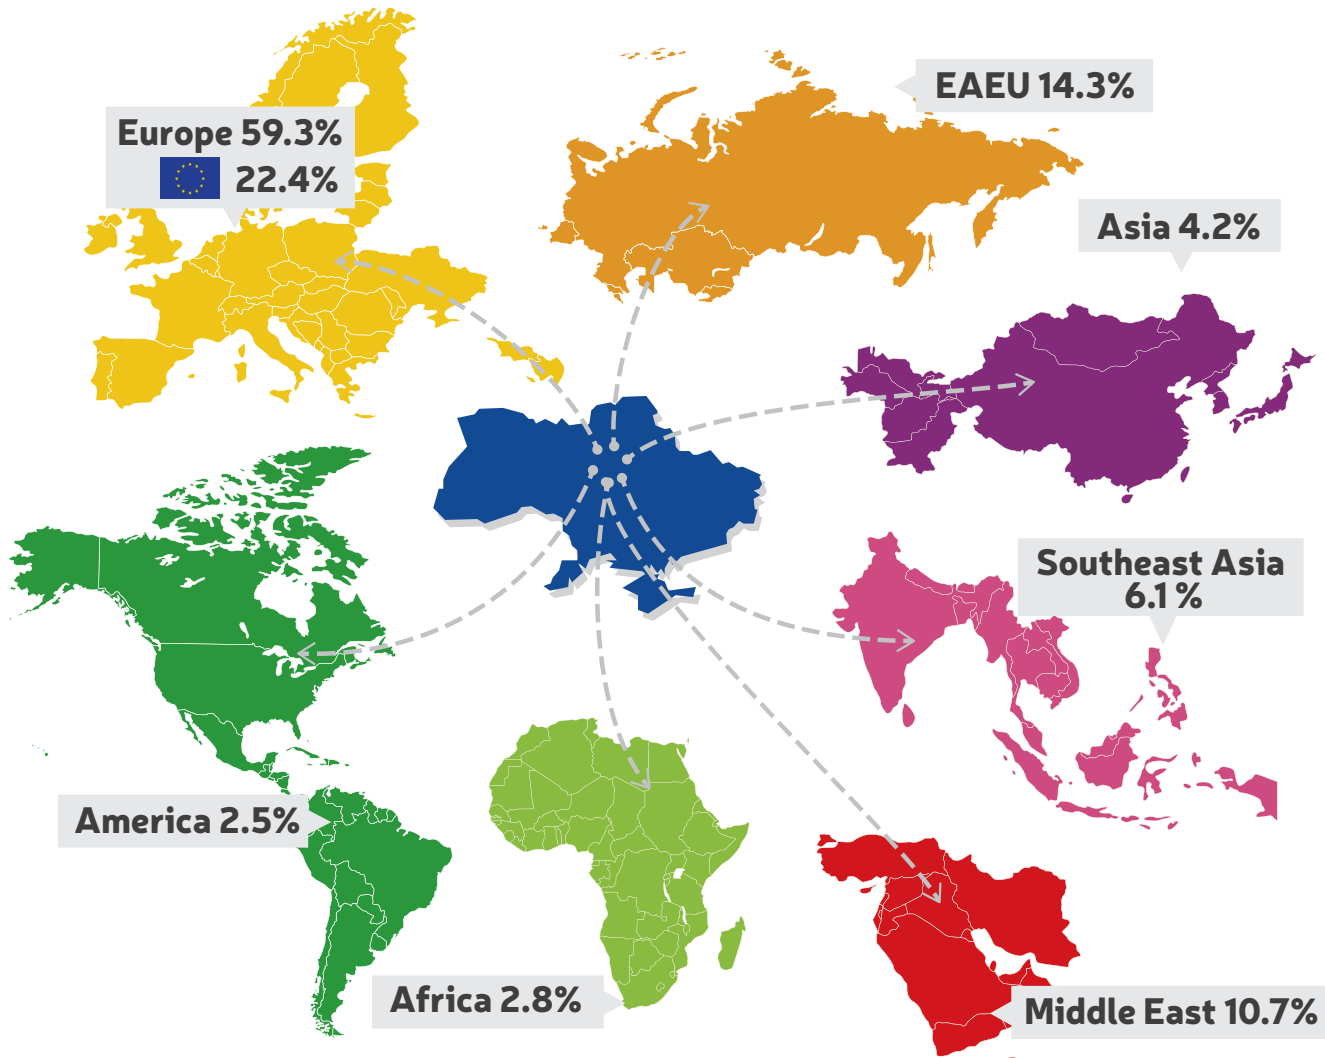 EAEU 14.3%
Europe 59.3%
22.4%
Asia 4.2%
Southeast Asia
6.1 %
America 2.5%
Africa 2.8%
Middle East 10.7%